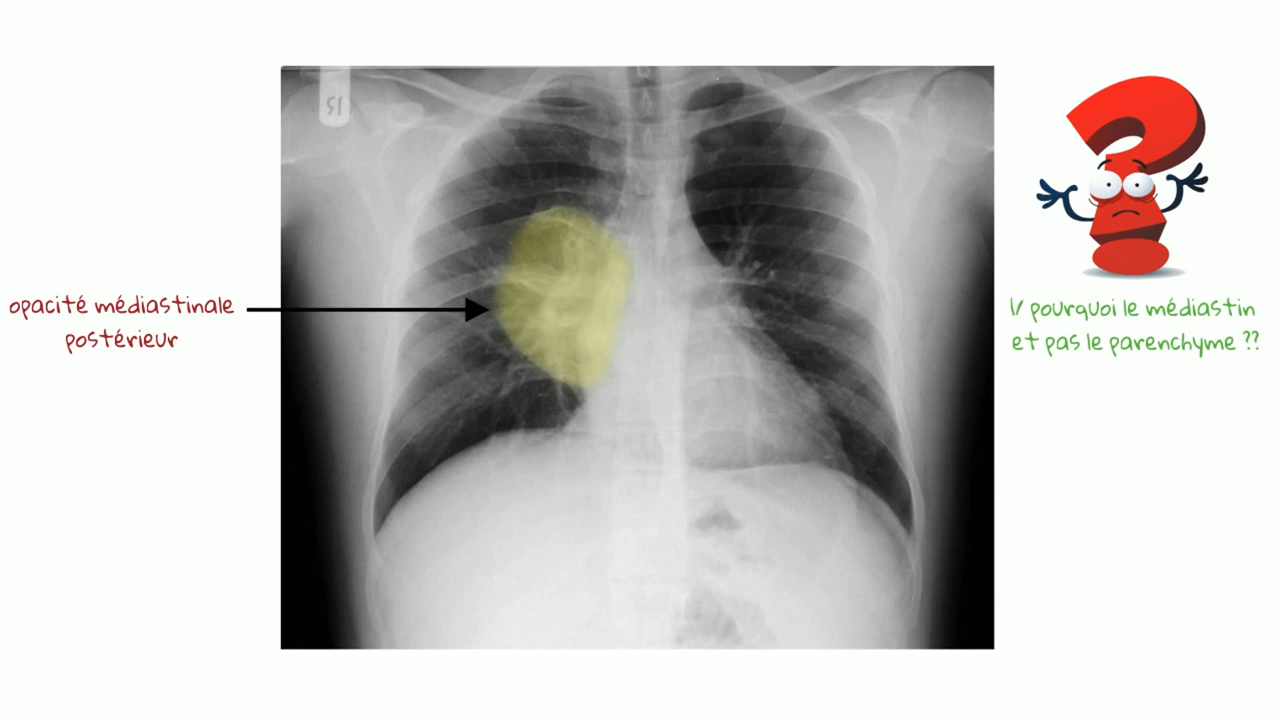 opacité médiastinale
postérieur
1/ pourquoi le médiastin
et pas le parenchyme ??